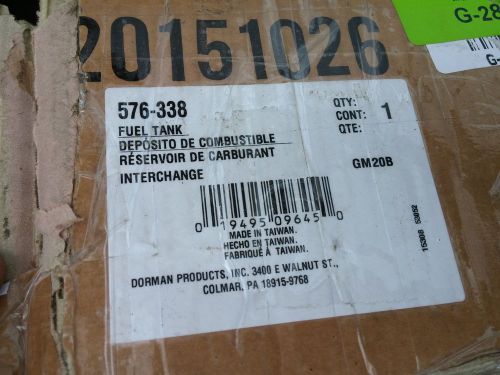 20151026
G-28
G-
576-338
QTY:
FUEL TANK
CONT: 1
DEPÓSITO DE COMBUSTIBLE
QTE:
RÉSERVOIR DE CARBURANT
INTERCHANGE
GM20B
0 19495 09645 0
MADE IN TAIWAN.
HECHO EN TAIWAN.
FABRIQUÉ À TAIWAN.
DORMAN PRODUCTS, INC. 3400 E WALNUT ST.,
COLMAR, PA 18915-9768